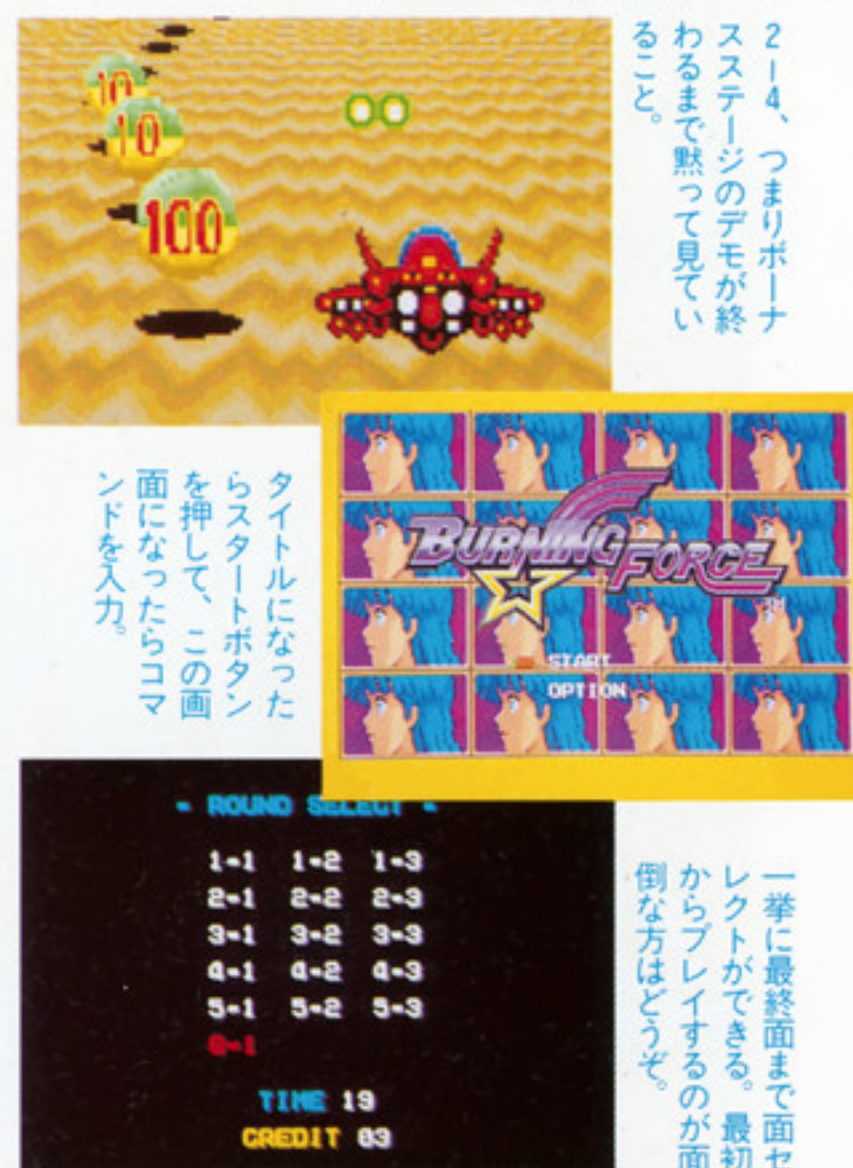 2-4、つまりボーナ
スステージのデモが終
わるまで黙って見てい
ること。
10
10
100
タイトルになった
らスタートボタン
を押して、この画
面になったらコマ
ンドを入力。
BURNING FORCE
TM
START
OPTION
- ROUND SELECT -
1-1 1-2 1-3
2-1 2-2 2-3
3-1 3-2 3-3
4-1 4-2 4-3
5-1 5-2 5-3
6-1
TIME 19
CREDIT 03
一挙に最終面まで面セ
レクトができる。最初
からプレイするのが面
倒な方はどうぞ。